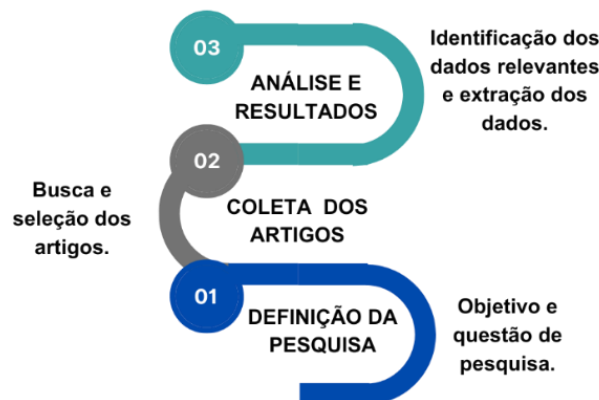 03
ANÁLISE E
RESULTADOS
Identificação dos
dados relevantes
e extração dos
dados.
02
COLETA DOS
ARTIGOS
Busca e
seleção dos
artigos.
01
DEFINIÇÃO DA
PESQUISA
Objetivo e
questão de
pesquisa.